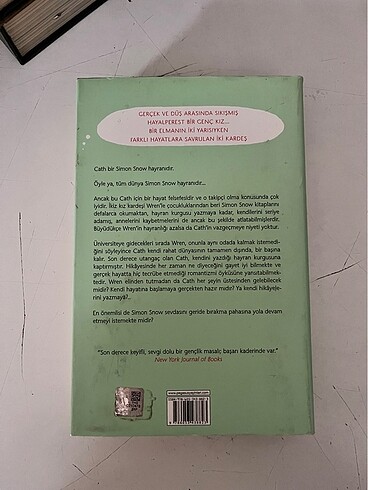 GERÇEK VE DÜŞ ARASINDA SIKIŞMIŞ
HAYALPEREST BİR GENÇ KIZ...
BİR ELMANIN İKİ YARISIYKEN
FARKLI HAYATLARA SAVRULAN İKİ KARDEŞ
Cath bir Simon Snow hayranıdır.
Öyle ya, tüm dünya Simon Snow hayranıdır...
Ancak bu Cath için bir hayat felsefesidir ve o takipçi olma konusunda çok
iyidir. İkiz kız kardeşi Wren'le çocukluklarından beri Simon Snow kitaplarını
defalarca okumaktan, hayran kurgusu yazmaya kadar, kendilerini seriye
adamış, annelerini kaybetmelerini de ancak bu şekilde atlatabilmişlerdir.
Büyüdükçe Wren'in hayranlığı azalsa da Cath'in vazgeçmeye niyeti yoktur.
Üniversiteye gidecekleri sırada Wren, onunla aynı odada kalmak istemedi-
ğini söyleyince Cath kendi rahat dünyasının tamamen dışında, tek başına
kalır. Son derece utangaç olan Cath, kendini yazdığı hayran kurgusuna
kaptırmıştır. Hikâyesinde her zaman ne diyeceğini gayet iyi bilmekte ve
gerçek hayatta hiç tecrübe etmediği romantizmi öyküsüne yansıtabilmek-
tedir. Wren elinden tutmadan da Cath her şeyin üstesinden gelebilecek
midir? Kendi hayatına başlamaya gerçekten hazır mıdır? Ya kendi hikâyele-
rini yazmaya?..
En önemlisi de Simon Snow sevdasını geride bırakma pahasına yola devam
etmeyi istemekte midir?
"Son derece keyifli, sevgi dolu bir gençlik masalı; başarı kaderinde var."
New York Journal of Books